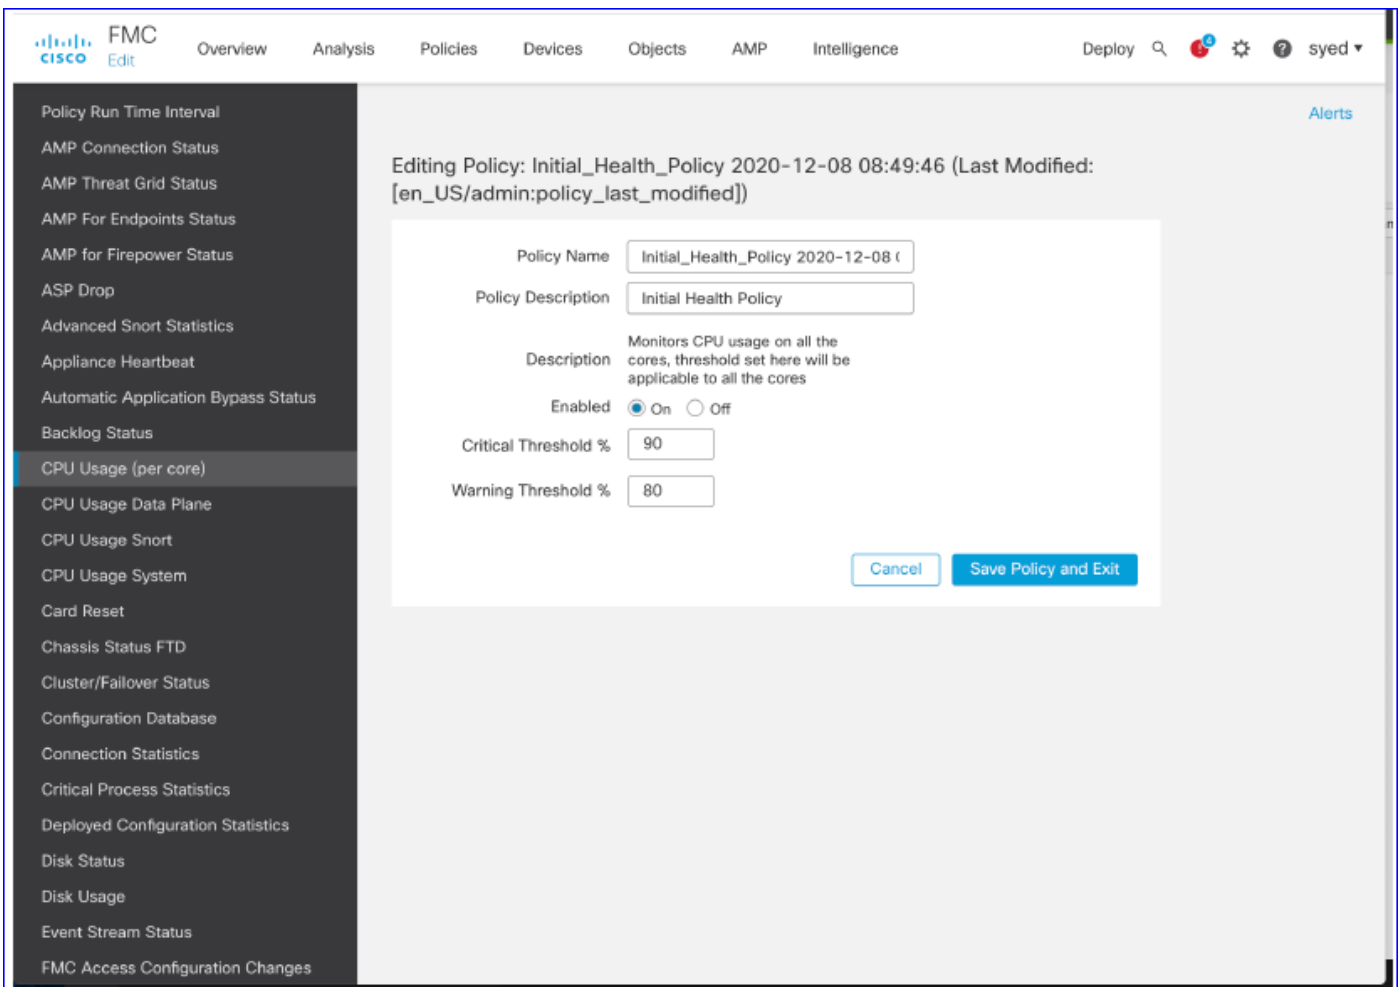 CISCO
FMC
Edit
Overview
Analysis
Policies
Devices
Objects
AMP
Intelligence
Deploy
4
syed
Policy Run Time Interval
AMP Connection Status
AMP Threat Grid Status
AMP For Endpoints Status
AMP for Firepower Status
ASP Drop
Advanced Snort Statistics
Appliance Heartbeat
Automatic Application Bypass Status
Backlog Status
CPU Usage (per core)
CPU Usage Data Plane
CPU Usage Snort
CPU Usage System
Card Reset
Chassis Status FTD
Cluster/Failover Status
Configuration Database
Connection Statistics
Critical Process Statistics
Deployed Configuration Statistics
Disk Status
Disk Usage
Event Stream Status
FMC Access Configuration Changes
Alerts
Editing Policy: Initial_Health_Policy 2020-12-08 08:49:46 (Last Modified:
[en_US/admin:policy_last_modified])
Policy Name
Initial_Health_Policy 2020-12-08
Policy Description
Initial Health Policy
Description
Monitors CPU usage on all the
cores, threshold set here will be
applicable to all the cores
Enabled
On
Off
Critical Threshold %
90
Warning Threshold %
80
Cancel
Save Policy and Exit